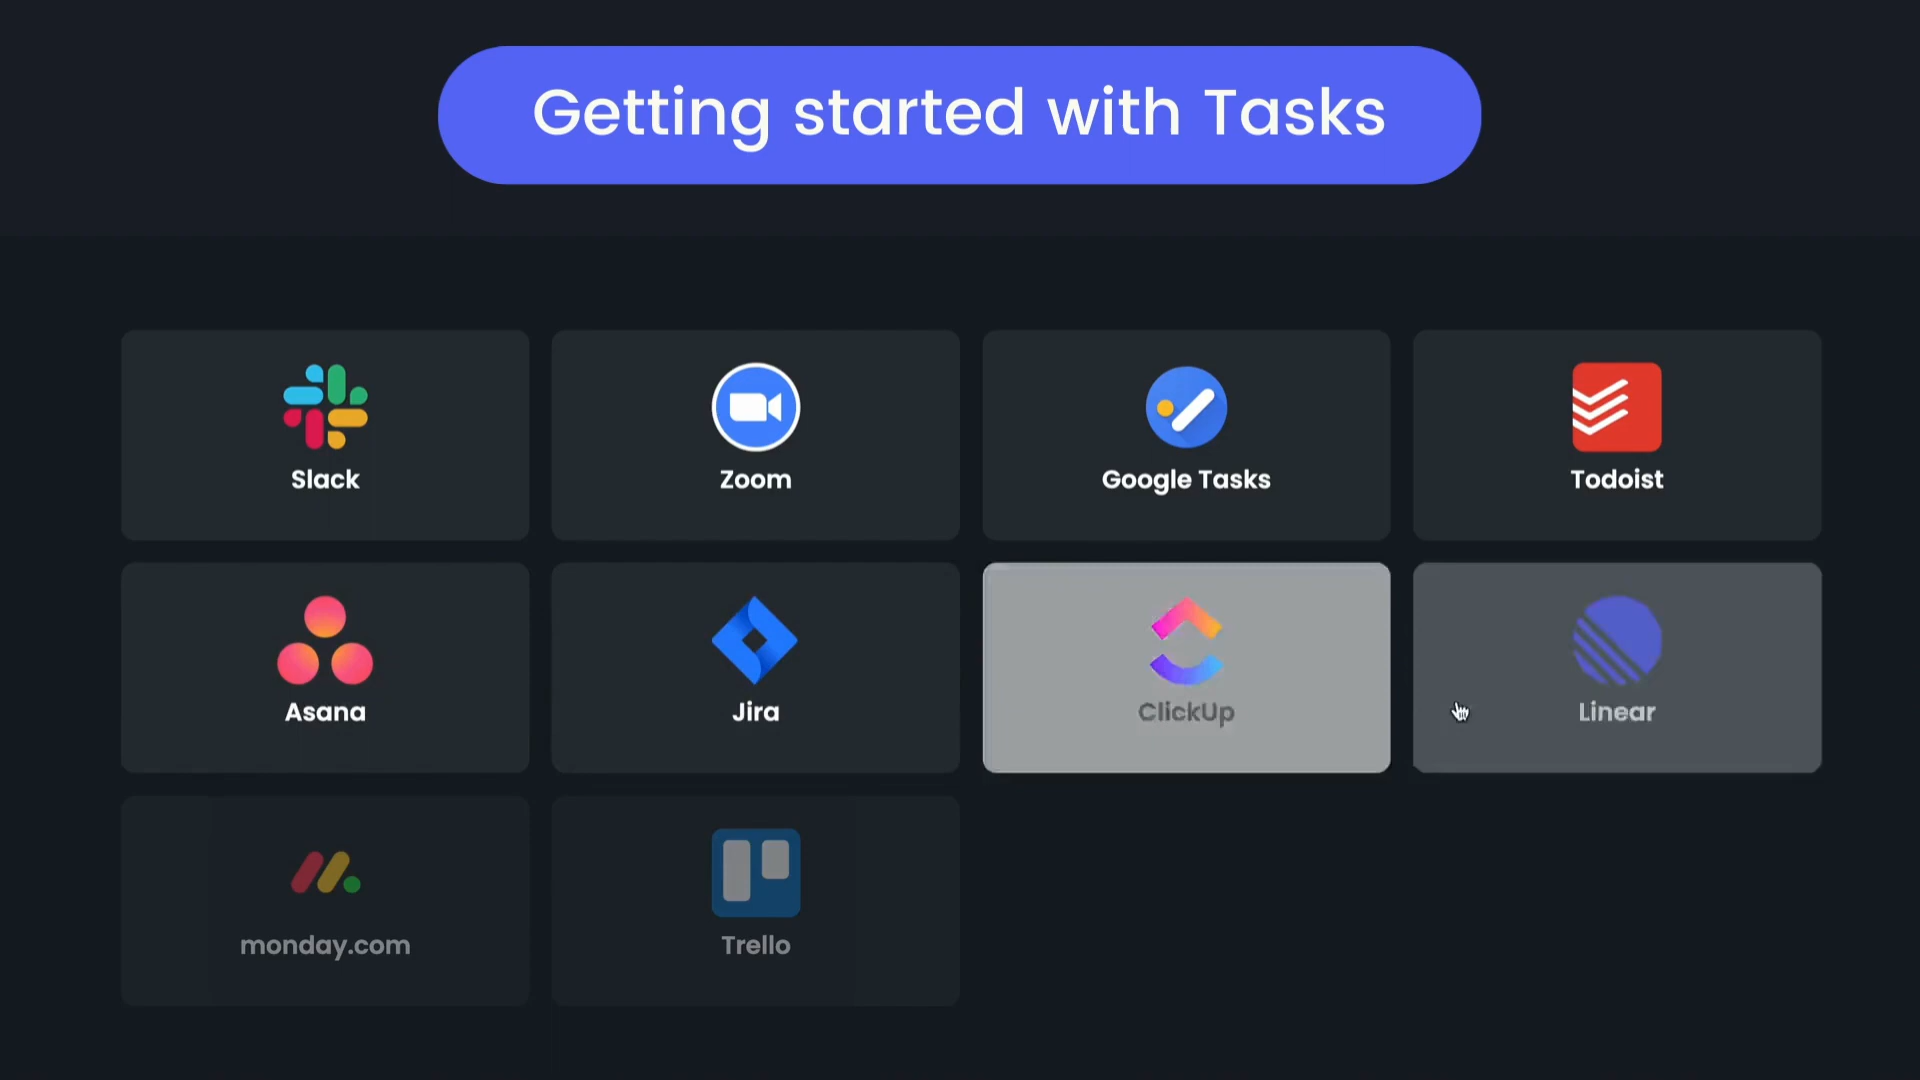 Getting started with Tasks
Slack
Zoom
Google Tasks
Todoist
Asana
Jira
ClickUp
Linear
monday.com
Trello